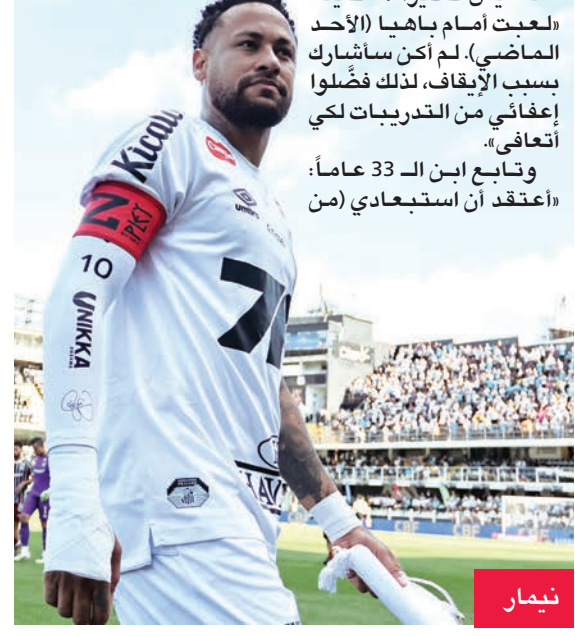 «لعبت أمام باهيا (الأحد
الماضي). لم أكن سأشارك
بسبب الإيقاف، لذلك فضَّلوا
إعفائي من التدريبات لكي
أتعافى».
وتابع ابن الـ 33 عاماً:
«أعتقد أن استبعادي (من
Kicaldo
umbro
10
UNIKKA
نيمار